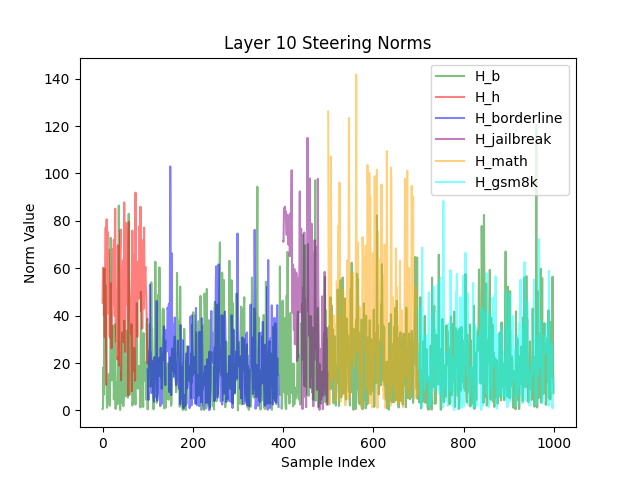 Layer 10 Steering Norms
H_b
H_h
H_borderline
H_jailbreak
H_math
H_gsm8k
Norm Value
140
120
100
80
60
40
20
0
0
200
400
600
800
1000
Sample Index